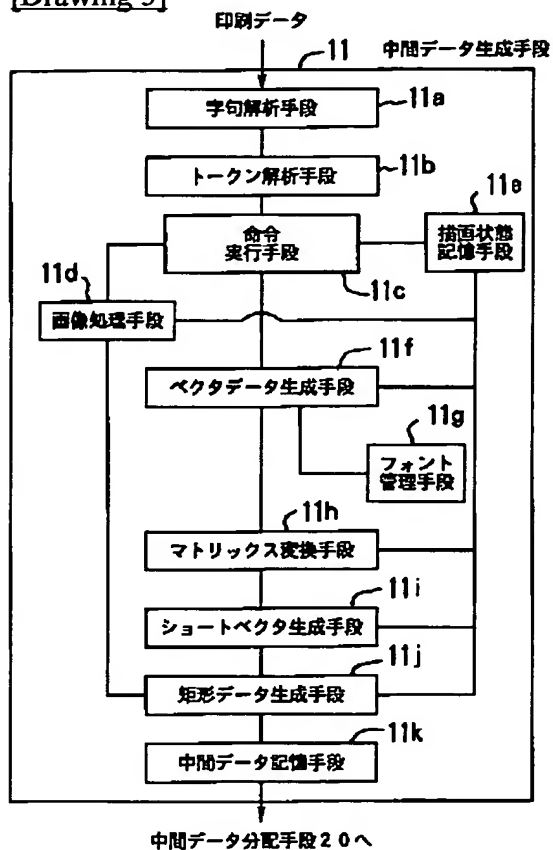 [Drawing 3]
印刷データ
11
中間データ生成手段
字句解析手段
11a
トークン解析手段
11b
11e
命令
実行手段
描画状態
記憶手段
11d
11c
画像処理手段
11f
ベクタデータ生成手段
11g
フォント
管理手段
11h
マトリックス変換手段
11i
ショートベクタ生成手段
11j
矩形データ生成手段
11k
中間データ記憶手段
中間データ分配手段20へ